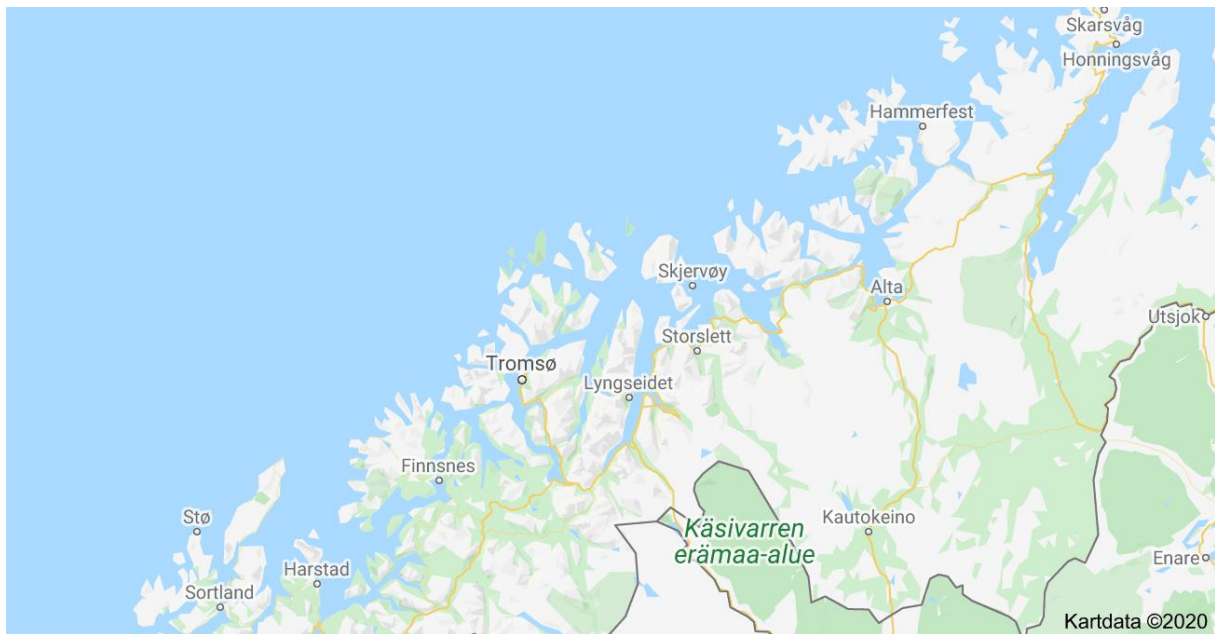 Skarsvåg
Honningsvåg
Hammerfest
Skjervøy
Alta
Utsjok
Storslett
Tromsø
Lyngseidet
Finnsnes
Stø
Käsivarren
erämaa-alue
Kautokeino
Harstad
Enare
Sortland
Kartdata ©2020